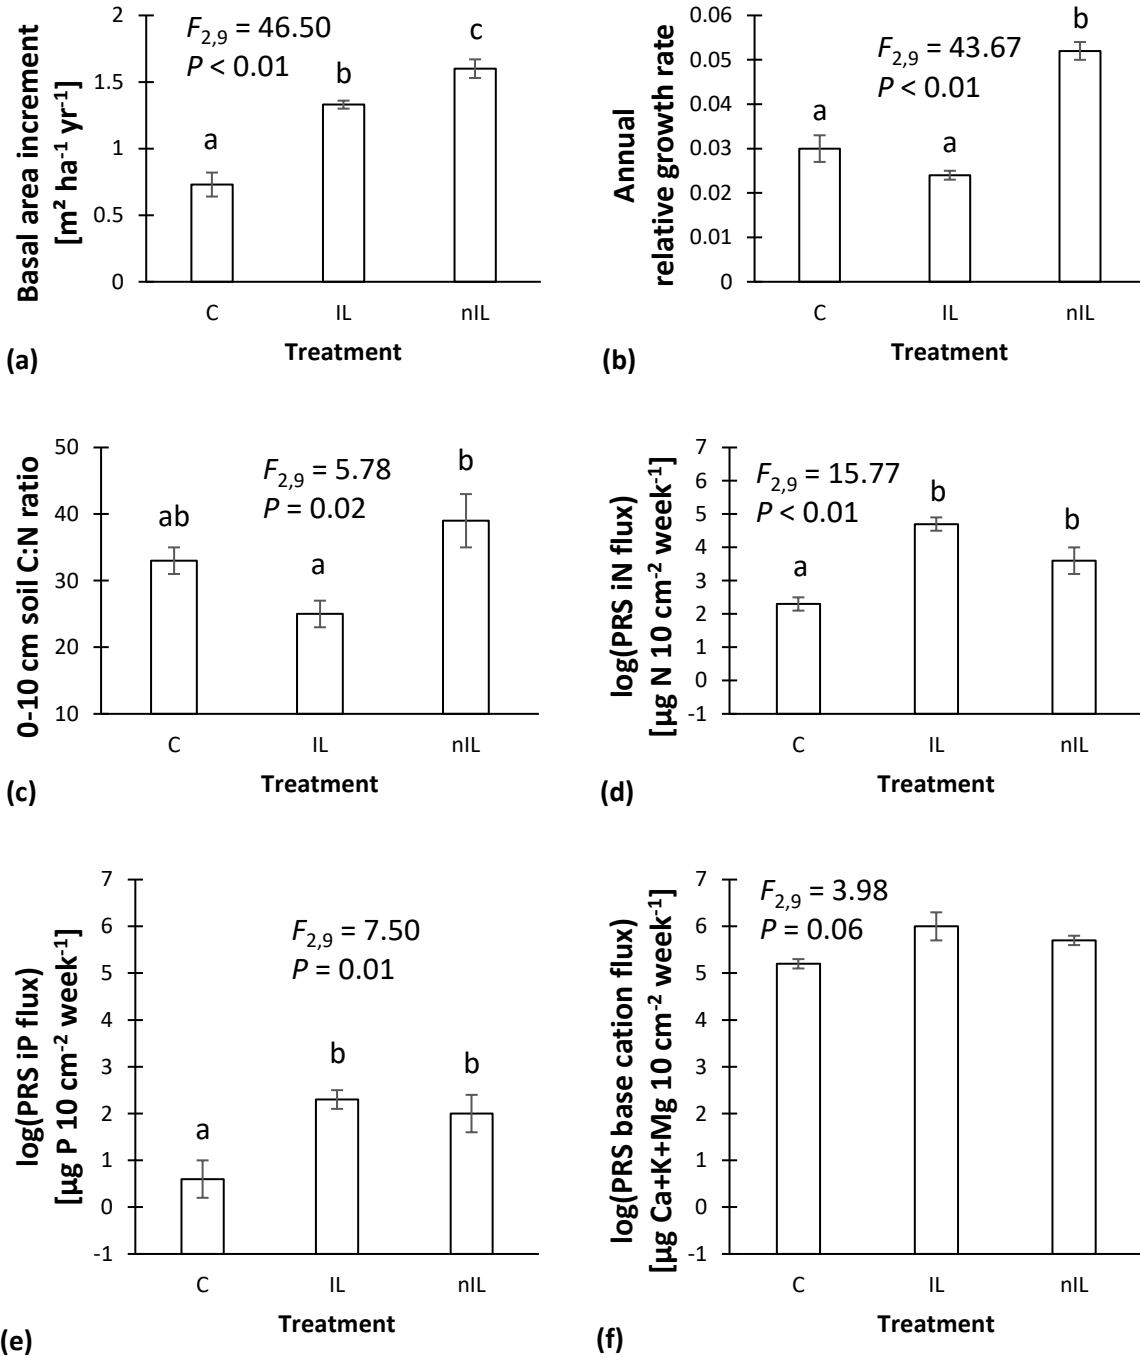 Basal area increment
[m² ha⁻¹ yr⁻¹]
2
1.5
1
0.5
0
F₂,₉ = 46.50
P < 0.01
a
b
c
C
IL
nIL
Treatment
(a)
Annual
relative growth rate
0.06
0.05
0.04
0.03
0.02
0.01
0
F₂,₉ = 43.67
P < 0.01
a
a
b
C
IL
nIL
Treatment
(b)
0-10 cm soil C:N ratio
50
40
30
20
10
F₂,₉ = 5.78
P = 0.02
ab
a
b
C
IL
nIL
Treatment
(c)
log(PRS iN flux)
[µg N 10 cm⁻² week⁻¹]
7
6
5
4
3
2
1
0
-1
F₂,₉ = 15.77
P < 0.01
a
b
b
C
IL
nIL
Treatment
(d)
log(PRS iP flux)
[µg P 10 cm⁻² week⁻¹]
7
6
5
4
3
2
1
0
-1
F₂,₉ = 7.50
P = 0.01
a
b
b
C
IL
nIL
Treatment
(e)
log(PRS base cation flux)
[µg Ca+K+Mg 10 cm⁻² week⁻¹]
7
6
5
4
3
2
1
0
-1
F₂,₉ = 3.98
P = 0.06
C
IL
nIL
Treatment
(f)